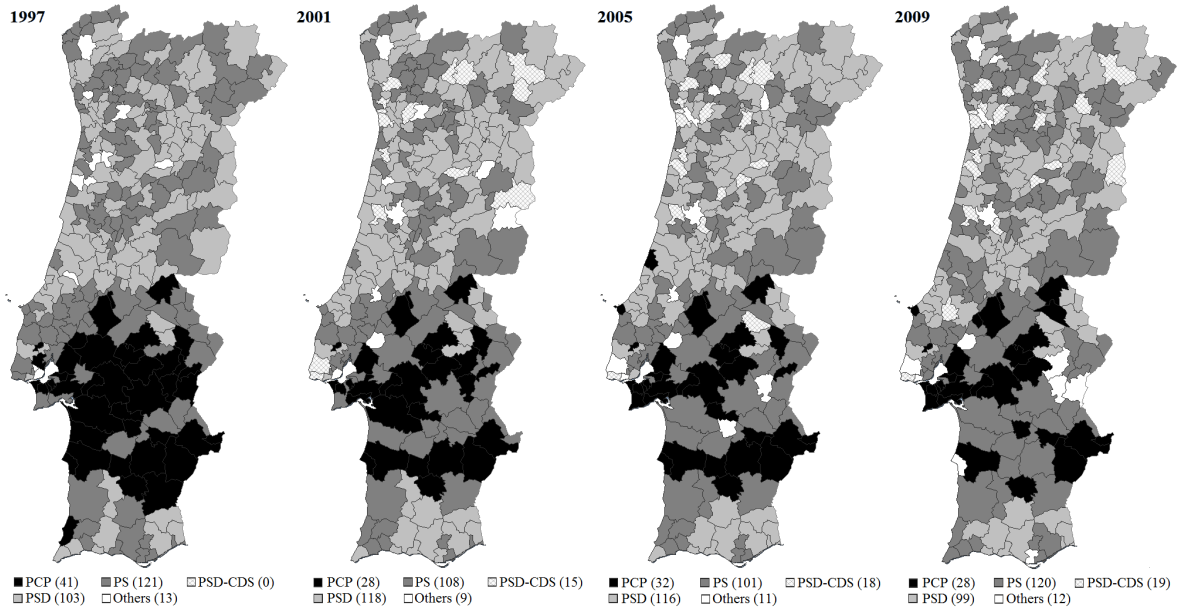 1997
2001
2005
2009
PCP (41) PS (121) PSD-CDS (0)
PSD (103) Others (13)
PCP (28) PS (108) PSD-CDS (15)
PSD (118) Others (9)
PCP (32) PS (101) PSD-CDS (18)
PSD (116) Others (11)
PCP (28) PS (120) PSD-CDS (19)
PSD (99) Others (12)